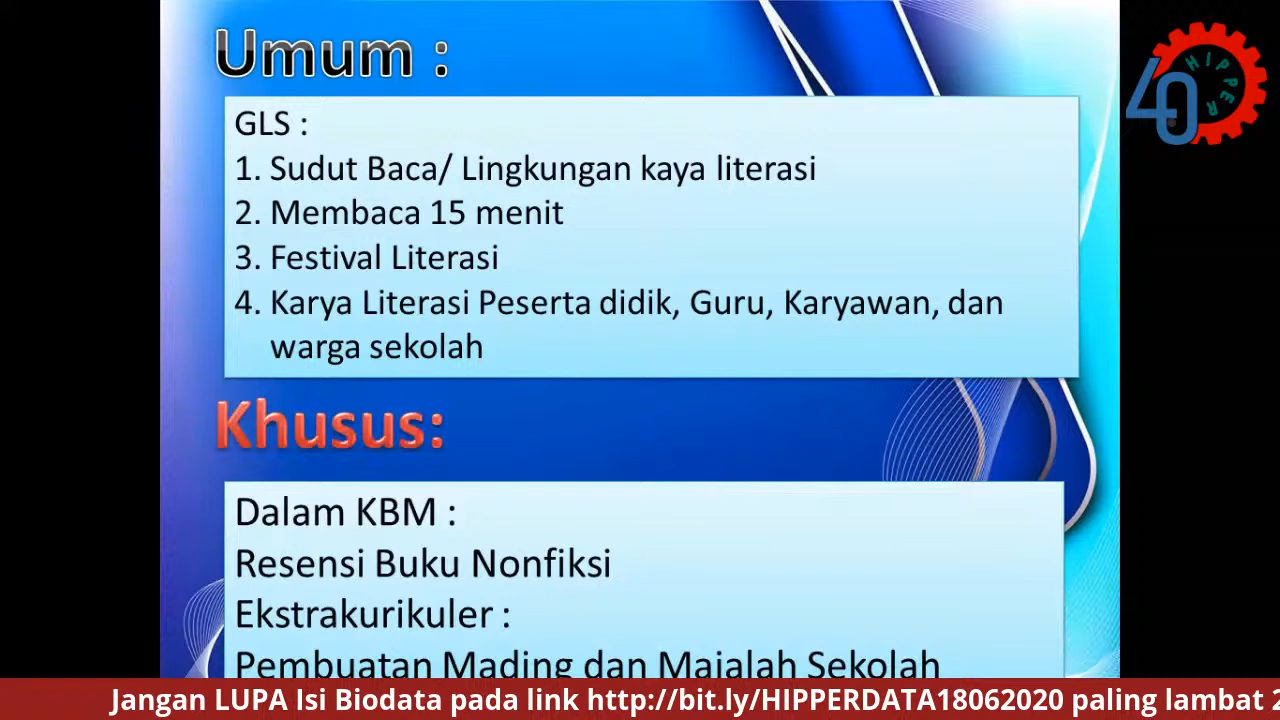 Umum :
GLS :
1. Sudut Baca/ Lingkungan kaya literasi
2. Membaca 15 menit
3. Festival Literasi
4. Karya Literasi Peserta didik, Guru, Karyawan, dan
warga sekolah
Khusus:
Dalam KBM :
Resensi Buku Nonfiksi
Ekstrakurikuler :
Pembuatan Mading dan Majalah Sekolah
Jangan LUPA Isi Biodata pada link http://bit.ly/HIPPERDATA18062020 paling lambat 2
40
HIPPER